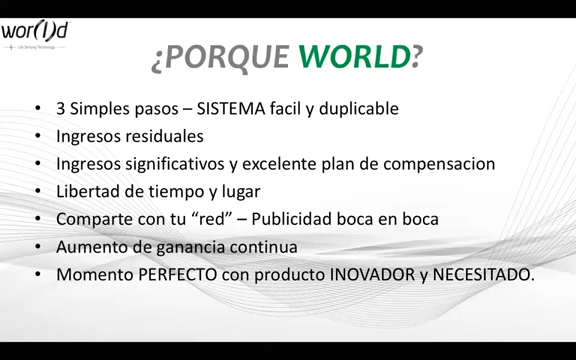 wor(l)d
Life Sensing Technology
¿PORQUE WORLD?
• 3 Simples pasos – SISTEMA facil y duplicable
• Ingresos residuales
• Ingresos significativos y excelente plan de compensacion
• Libertad de tiempo y lugar
• Comparte con tu “red” – Publicidad boca en boca
• Aumento de ganancia continua
• Momento PERFECTO con producto INOVADOR y NECESITADO.